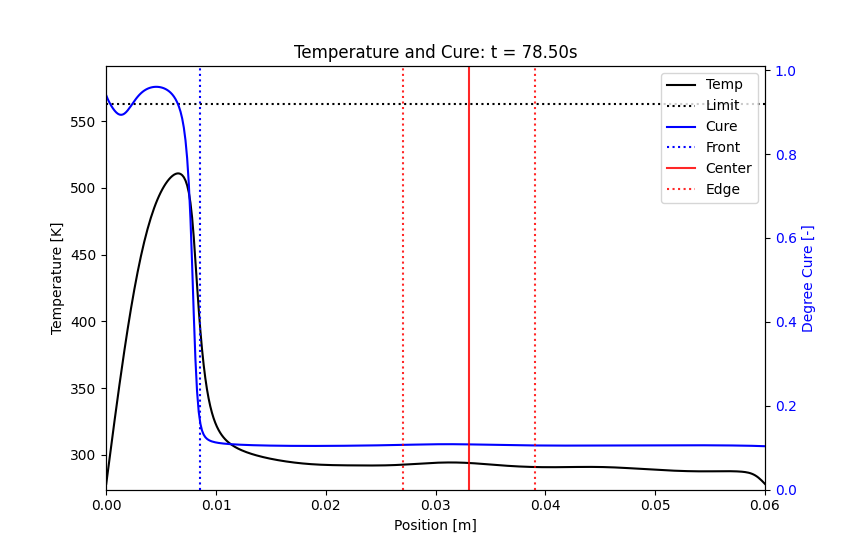 Temperature and Cure: t = 78.50s
Temp
Limit
Cure
Front
Center
Edge
Temperature [K]
550
500
450
400
350
300
Degree Cure [-]
1.0
0.8
0.6
0.4
0.2
0.0
0.00 0.01 0.02 0.03 0.04 0.05 0.06
Position [m]